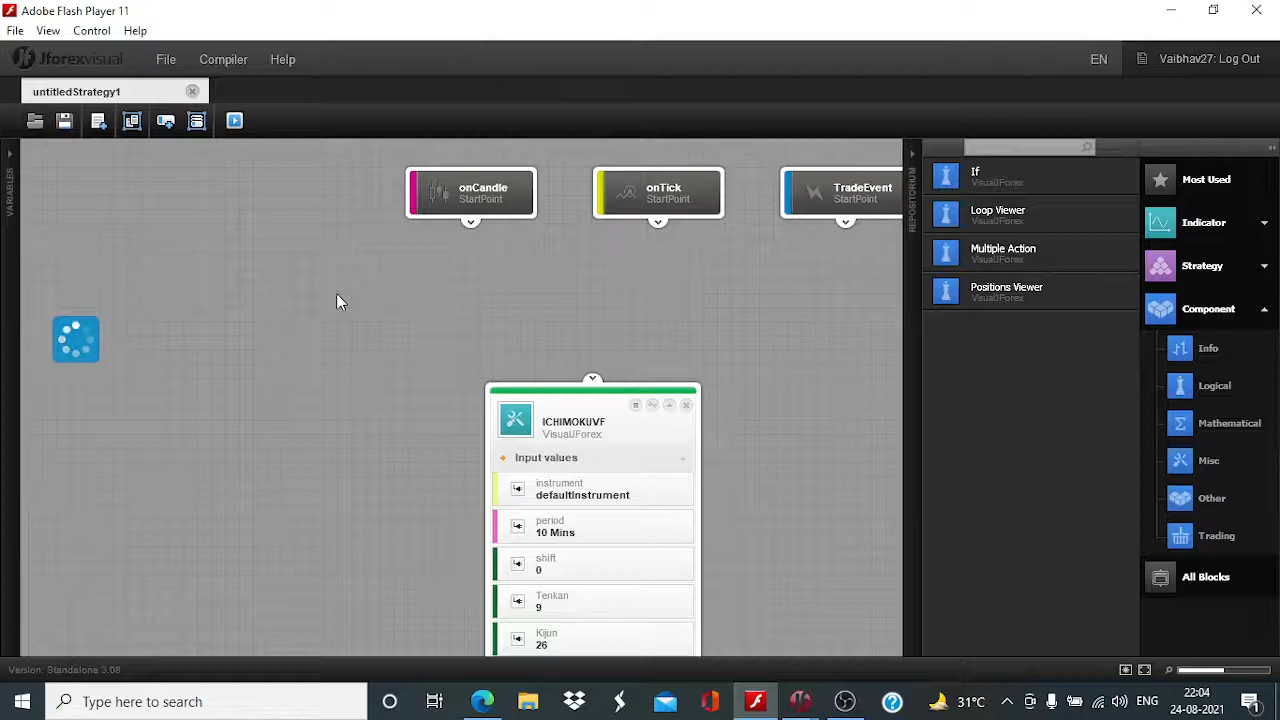 Adobe Flash Player 11
File View Control Help
Jforexvisual File Compiler Help EN Vaibhav27: Log Out
untitledStrategy1
VARIABLES
onCandle
StartPoint
onTick
StartPoint
TradeEvent
StartPoint
ICHIMOKUVF
VisualJForex
Input values
instrument
defaultInstrument
period
10 Mins
shift
0
Tenkan
9
Kijun
26
REPOSITORIUM
If
VisualJForex
Loop Viewer
VisualJForex
Multiple Action
VisualJForex
Positions Viewer
VisualJForex
Most Used
Indicator
Strategy
Component
Info
Logical
Mathematical
Misc
Other
Trading
All Blocks
Version: Standalone 3.08
Type here to search
31°C
ENG
22:04
24-08-2021
1